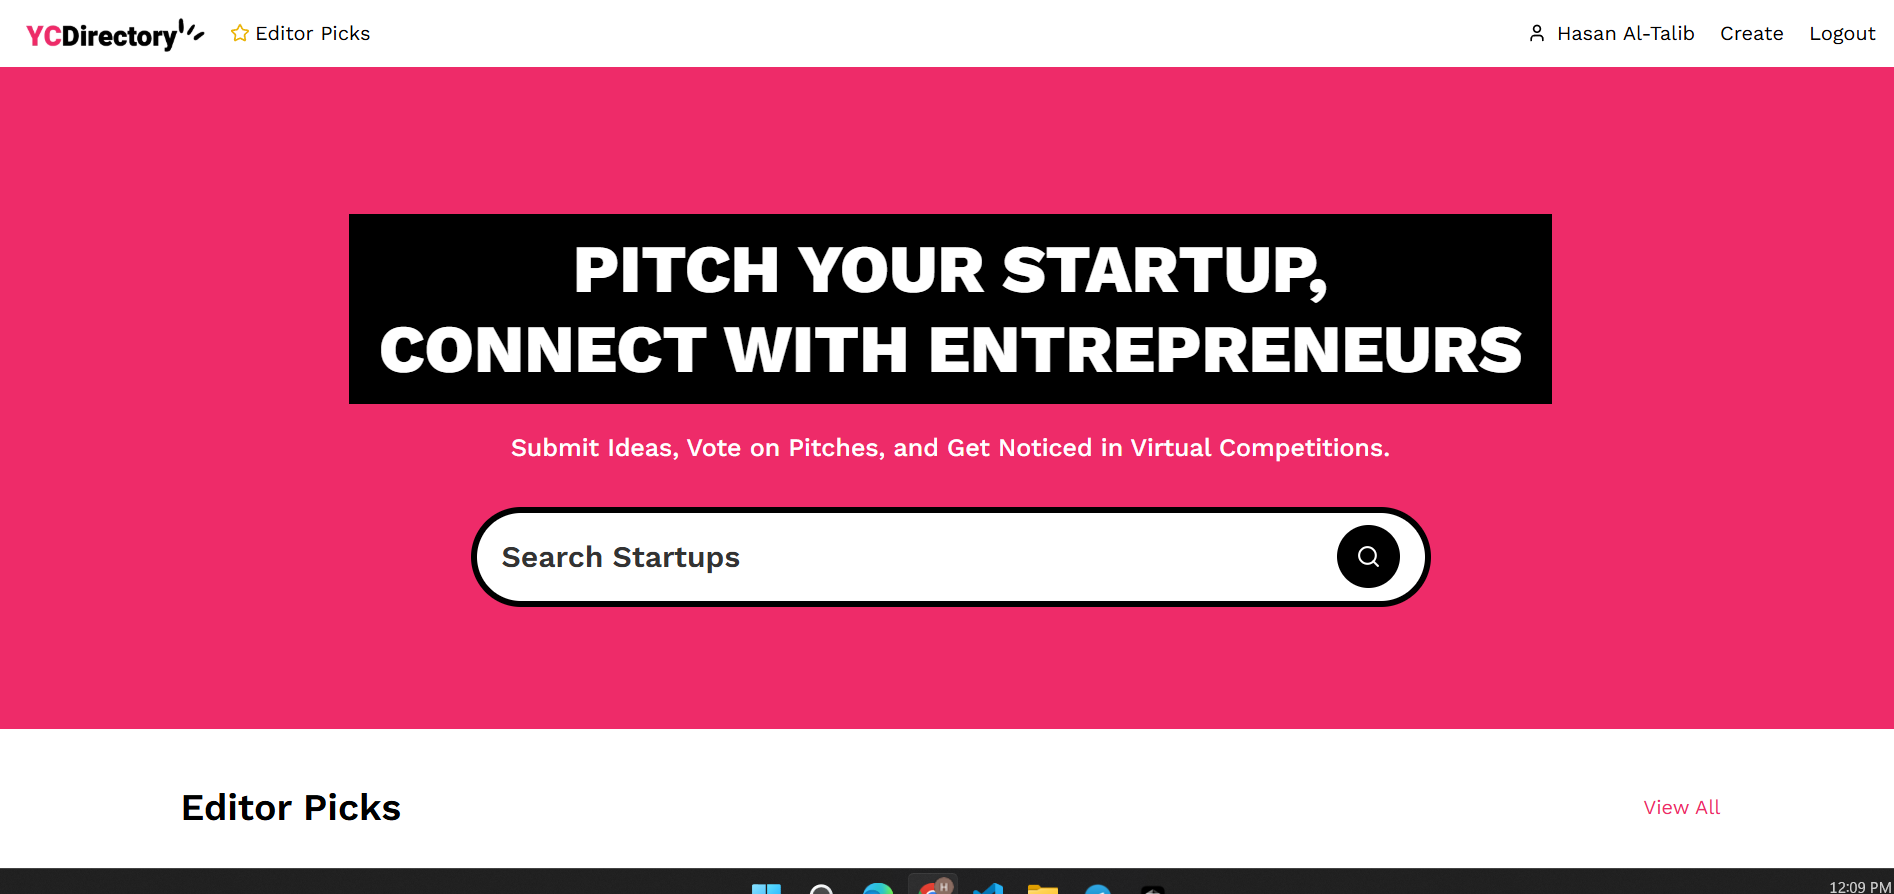 YCDirectory
Editor Picks
Hasan Al-Talib
Create
Logout
PITCH YOUR STARTUP,
CONNECT WITH ENTREPRENEURS
Submit Ideas, Vote on Pitches, and Get Noticed in Virtual Competitions.
Search Startups
Editor Picks
View All
H
12:09 PM